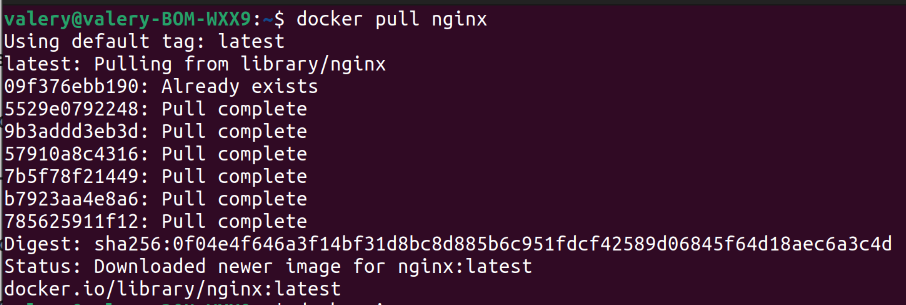 valery@valery-BOM-WXX9:~$ docker pull nginx
Using default tag: latest
latest: Pulling from library/nginx
09f376ebb190: Already exists
5529e0792248: Pull complete
9b3addd3eb3d: Pull complete
57910a8c4316: Pull complete
7b5f78f21449: Pull complete
b7923aa4e8a6: Pull complete
785625911f12: Pull complete
Digest: sha256:0f04e4f646a3f14bf31d8bc8d885b6c951fdcf42589d06845f64d18aec6a3c4d
Status: Downloaded newer image for nginx:latest
docker.io/library/nginx:latest